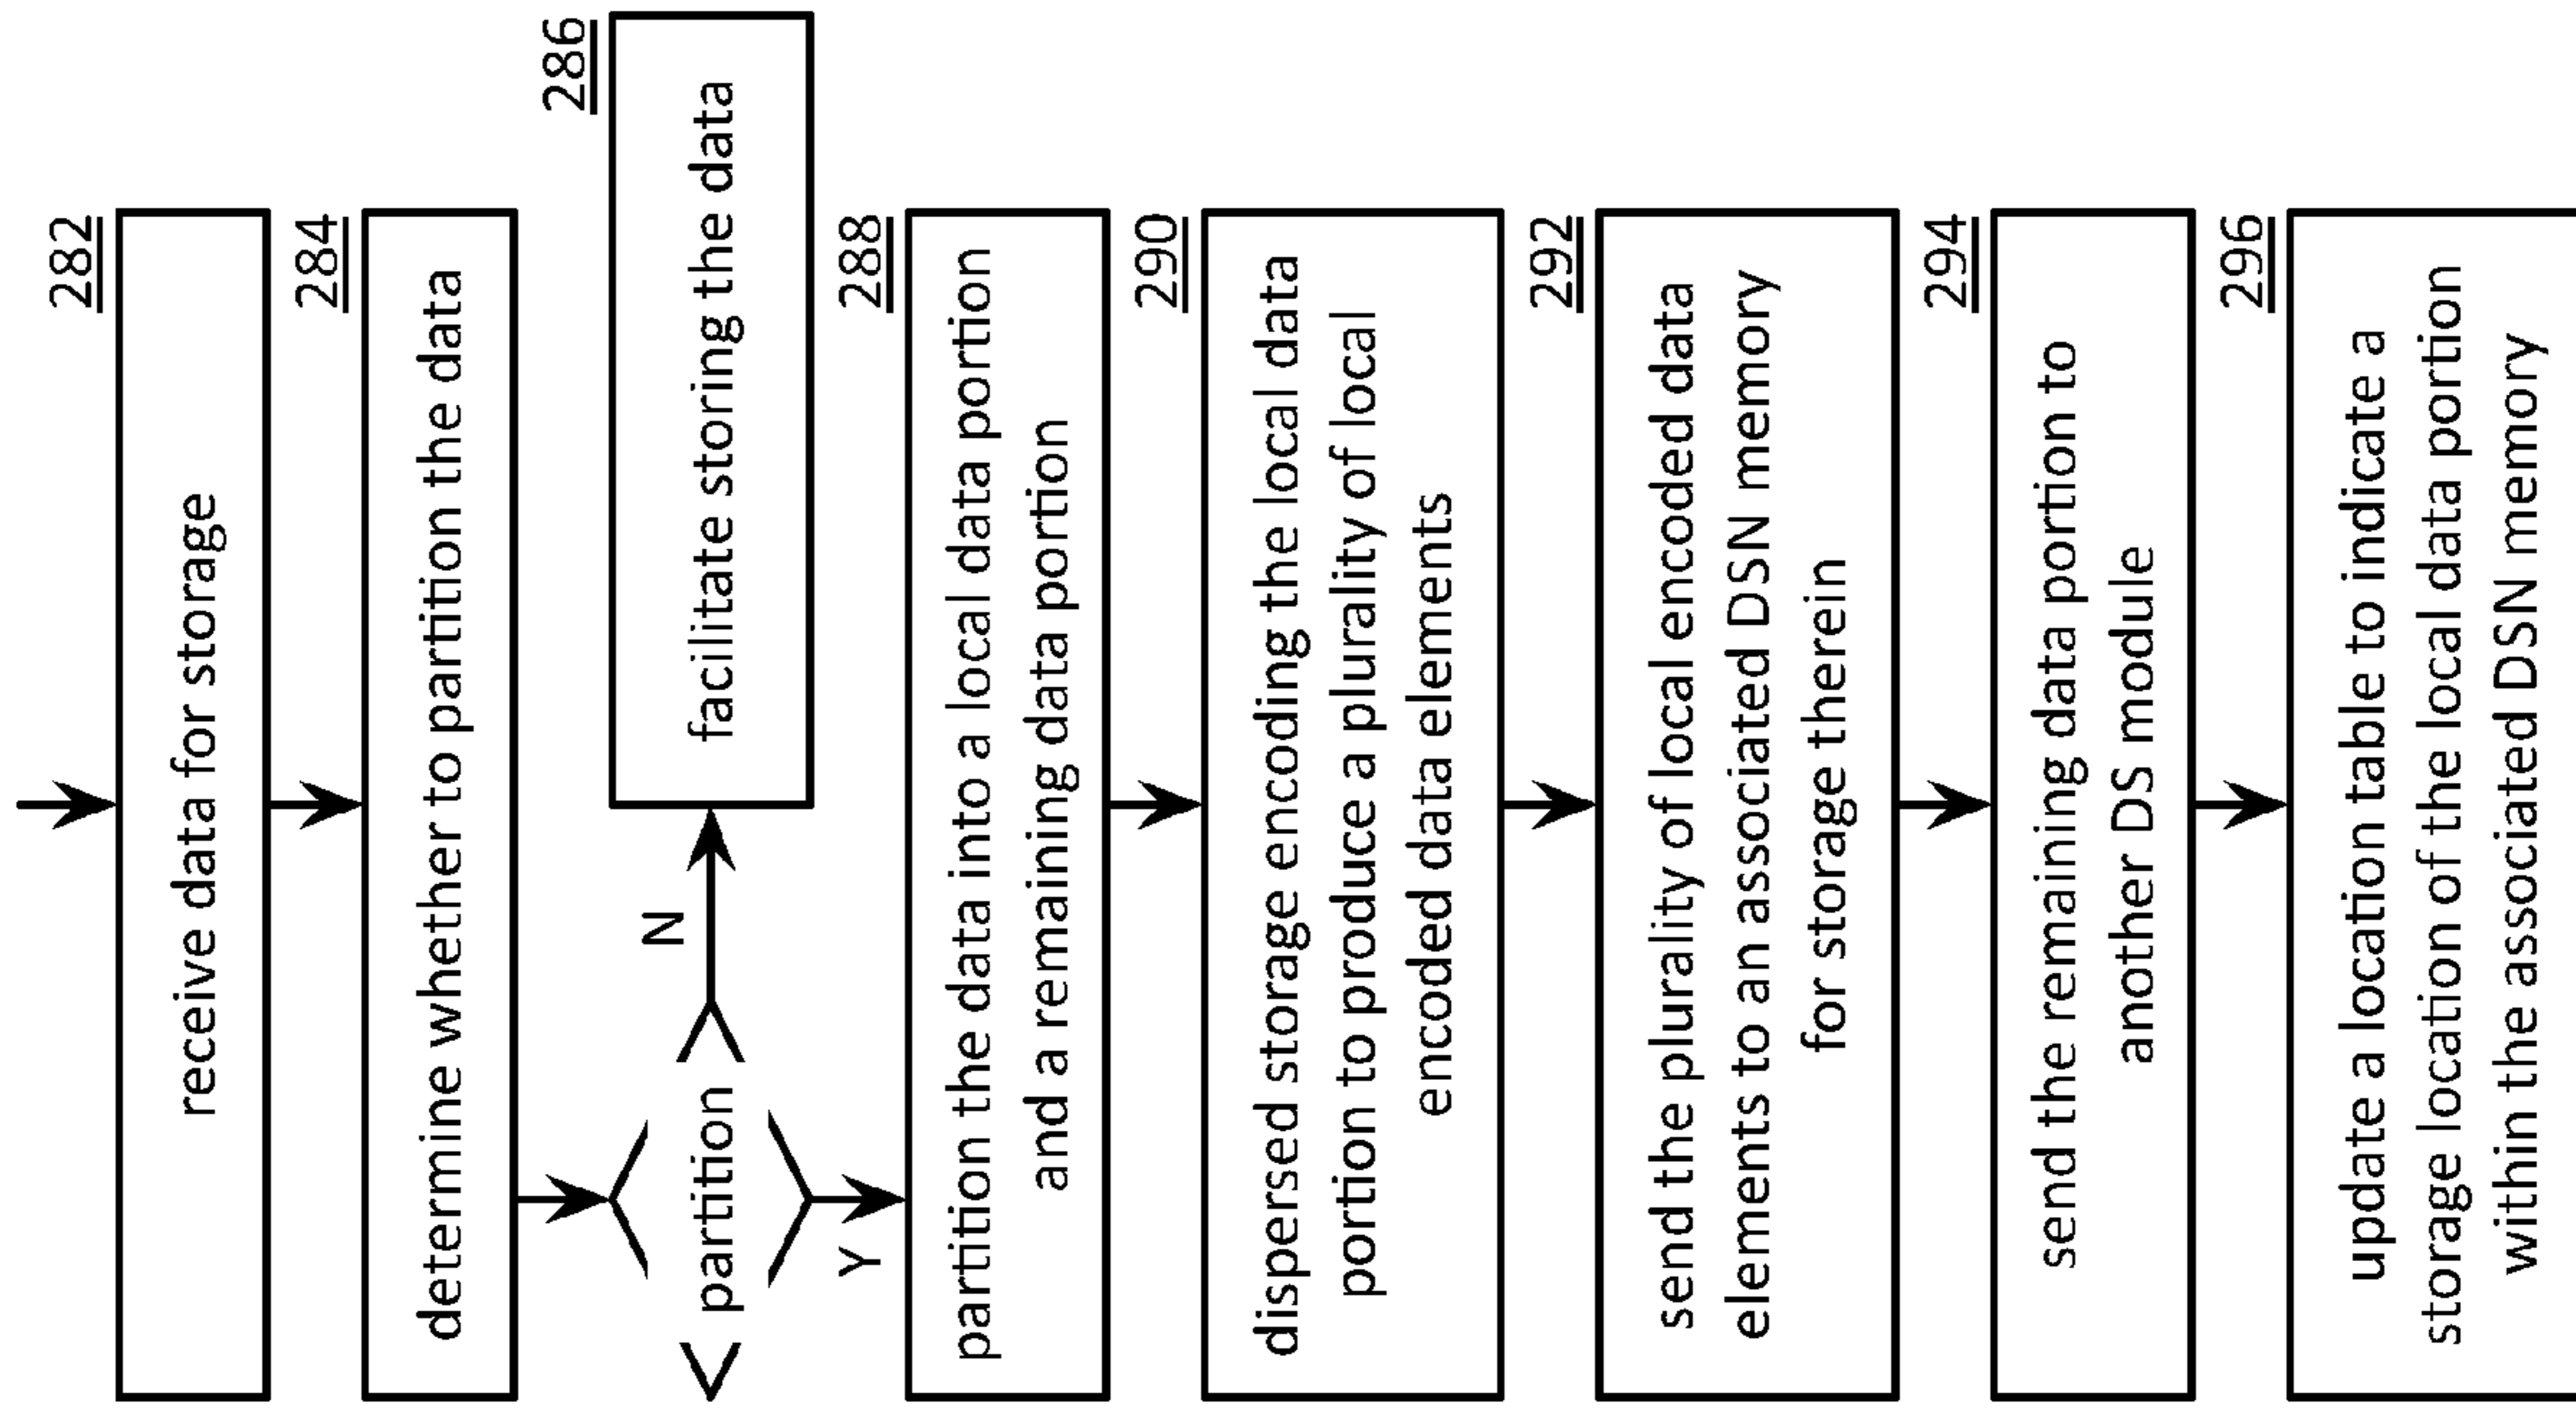 282
receive data for storage
284
determine whether to partition the data
partition
N
286
facilitate storing the data
Y
288
partition the data into a local data portion
and a remaining data portion
290
dispersed storage encoding the local data
portion to produce a plurality of local
encoded data elements
292
send the plurality of local encoded data
elements to an associated DSN memory
for storage therein
294
send the remaining data portion to
another DS module
296
update a location table to indicate a
storage location of the local data portion
within the associated DSN memory